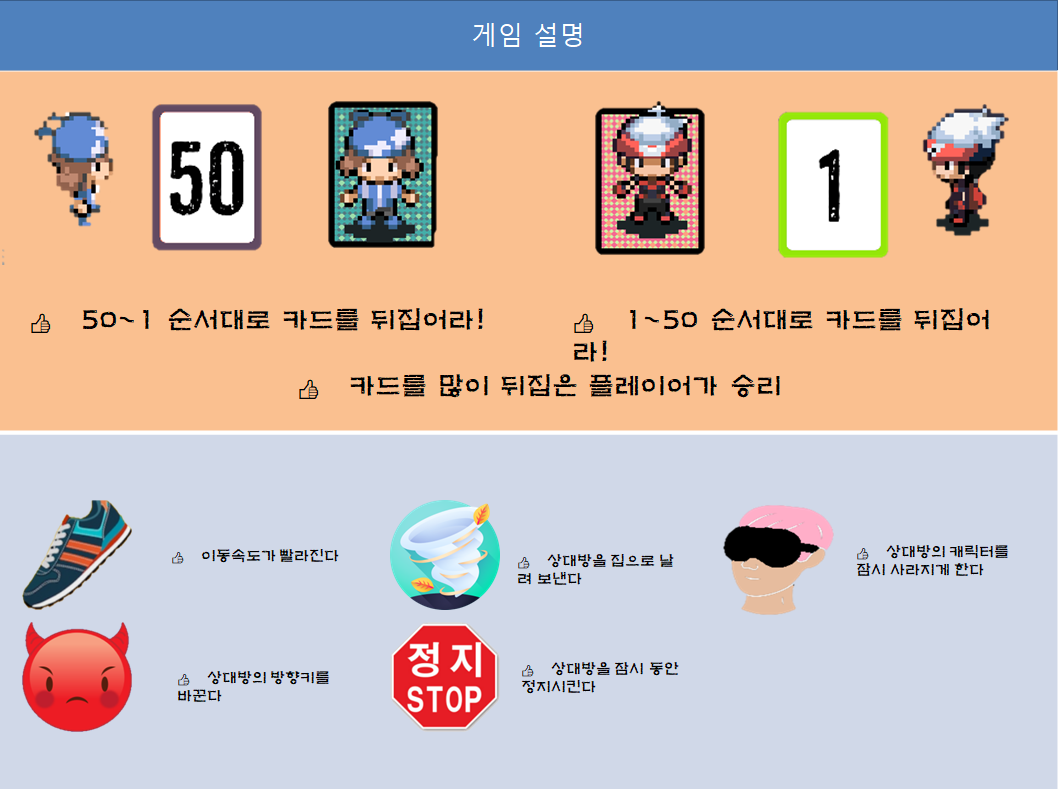 게임 설명
50
1
👍 50~1 순서대로 카드를 뒤집어라!
👍 1~50 순서대로 카드를 뒤집어
라!
👍 카드를 많이 뒤집은 플레이어가 승리
👍 이동속도가 빨라진다
👍 상대방을 집으로 날
려 보낸다
👍 상대방의 캐릭터를
잠시 사라지게 한다
👍 상대방의 방향키를
바꾼다
정지
STOP
👍 상대방을 잠시 동안
정지시킨다